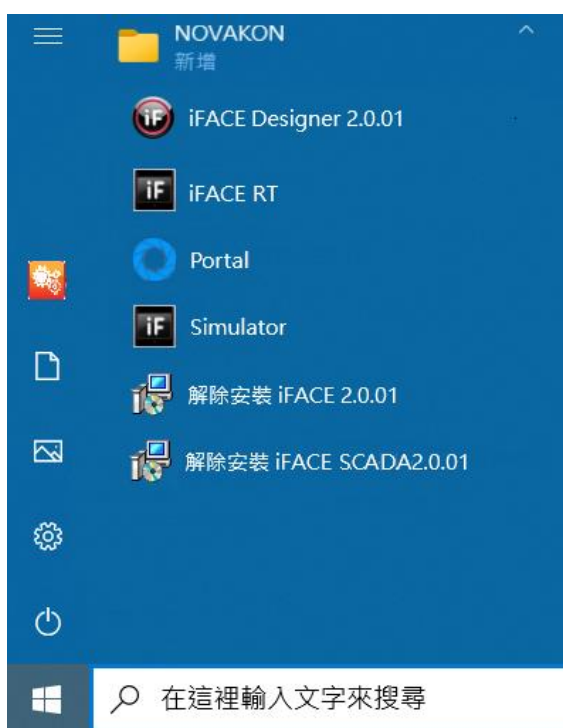 NOVAKON
新增
iFACE Designer 2.0.01
iFACE RT
Portal
Simulator
解除安裝 iFACE 2.0.01
解除安裝 iFACE SCADA2.0.01
在這裡輸入文字來搜尋